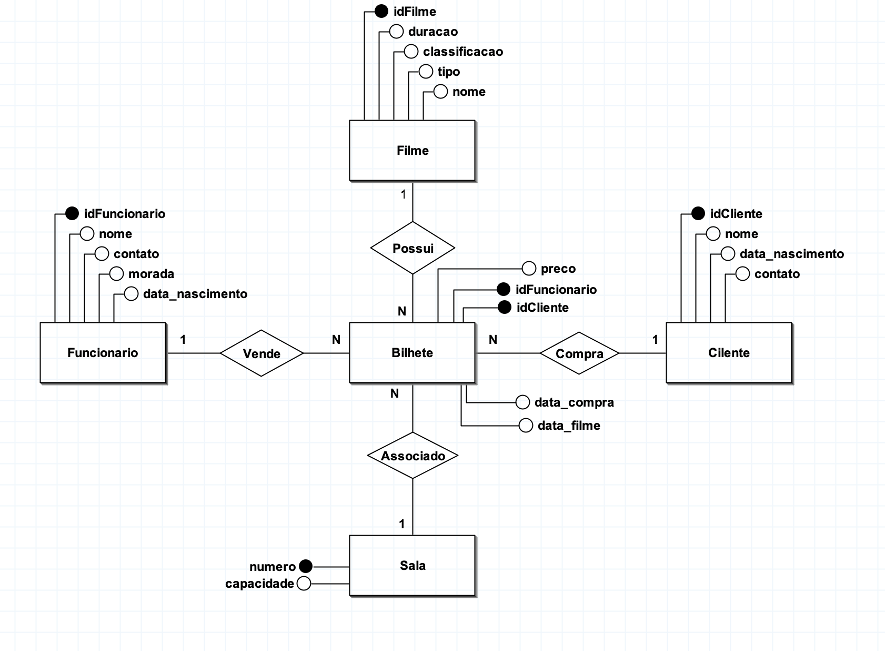 idFilme
duracao
classificacao
tipo
nome
Filme
1
Possui
N
idFuncionario
nome
contato
morada
data_nascimento
Funcionario
1
Vende
N
preco
idFuncionario
idCliente
Bilhete
idCliente
nome
data_nascimento
contato
N
Compra
1
Ciliente
N
data_compra
data_filme
Associado
1
numero
capacidade
Sala